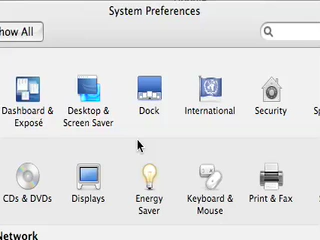 System Preferences
how All
Dashboard & Desktop & Dock International Security
Exposé Screen Saver
CDs & DVDs Displays Energy Keyboard & Print & Fax
Saver Mouse
Network